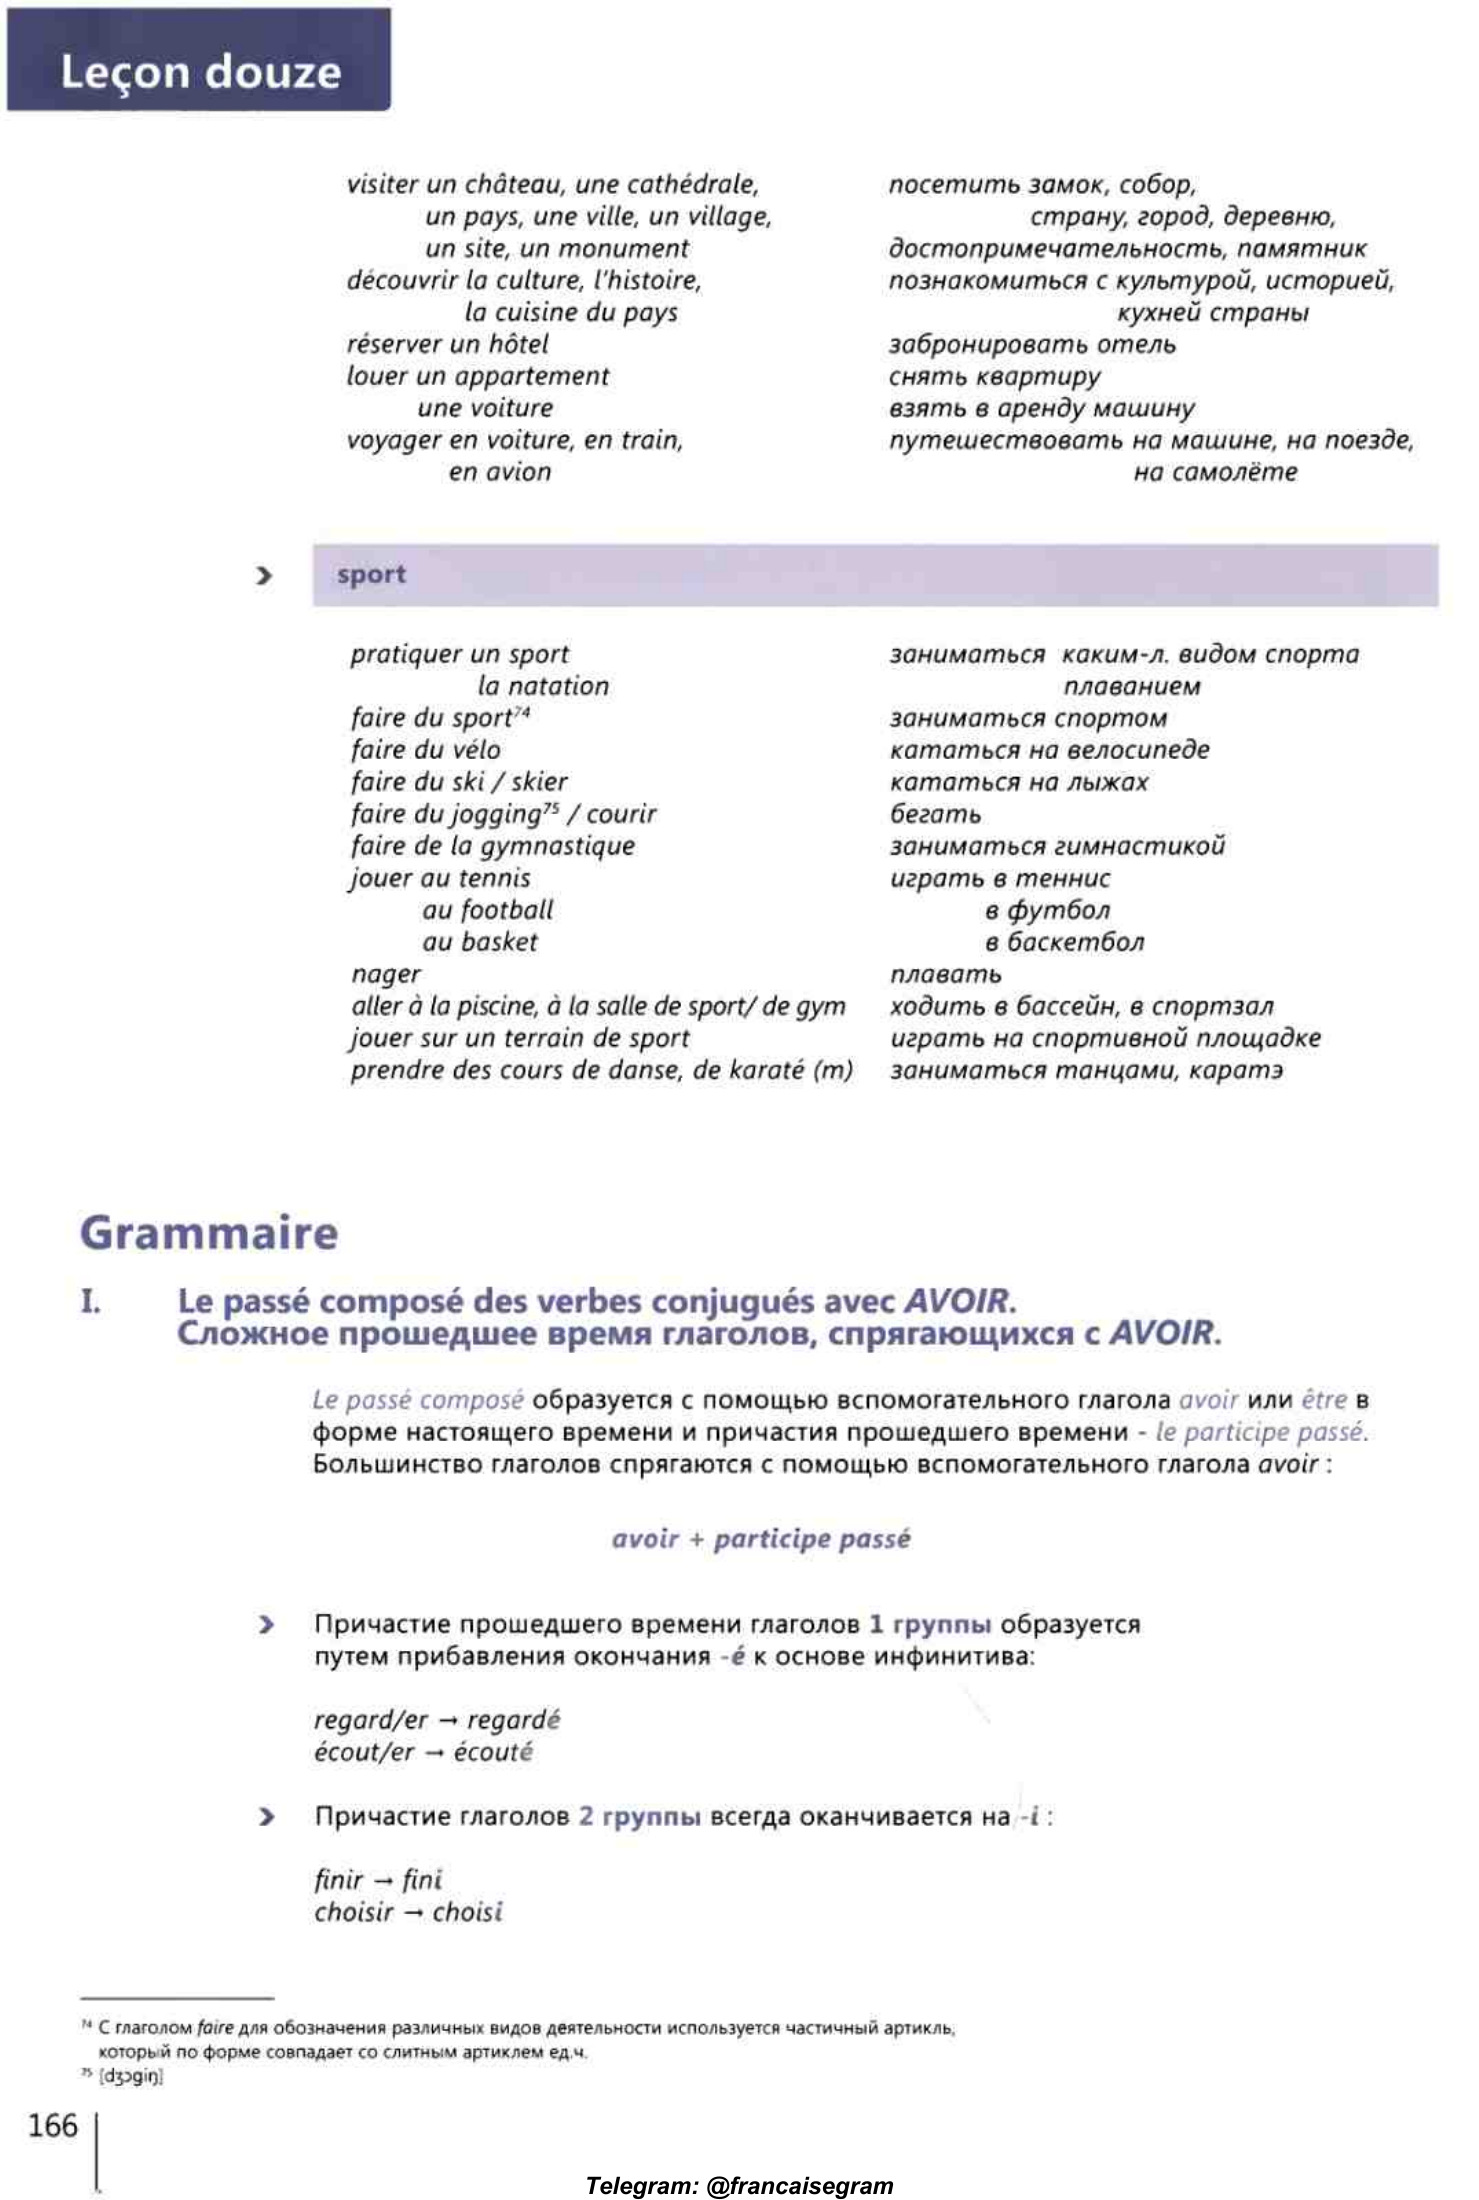 Leçon douze
visiter un château, une cathédrale, посетить замок, собор,
un pays, une ville, un village, страну, город, деревню,
un site, un monument достопримечательность, памятник
découvrir la culture, l'histoire, познакомиться с культурой, историей,
la cuisine du pays кухней страны
réserver un hôtel забронировать отель
louer un appartement снять квартиру
une voiture взять в аренду машину
voyager en voiture, en train, путешествовать на машине, на поезде,
en avion на самолёте
> sport
pratiquer un sport заниматься каким-л. видом спорта
la natation плаванием
faire du sport⁷⁴ заниматься спортом
faire du vélo кататься на велосипеде
faire du ski / skier кататься на лыжах
faire du jogging⁷⁵ / courir бегать
faire de la gymnastique заниматься гимнастикой
jouer au tennis играть в теннис
au football в футбол
au basket в баскетбол
nager плавать
aller à la piscine, à la salle de sport/ de gym ходить в бассейн, в спортзал
jouer sur un terrain de sport играть на спортивной площадке
prendre des cours de danse, de karaté (m) заниматься танцами, каратэ
Grammaire
I. Le passé composé des verbes conjugués avec AVOIR.
Сложное прошедшее время глаголов, спрягающихся с AVOIR.
Le passé composé образуется с помощью вспомогательного глагола avoir или être в
форме настоящего времени и причастия прошедшего времени - le participe passé.
Большинство глаголов спрягаются с помощью вспомогательного глагола avoir :
avoir + participe passé
> Причастие прошедшего времени глаголов 1 группы образуется
путем прибавления окончания -é к основе инфинитива:
regard/er → regardé
écout/er → écouté
> Причастие глаголов 2 группы всегда оканчивается на -i :
finir → fini
choisir → choisi
⁷⁴ С глаголом faire для обозначения различных видов деятельности используется частичный артикль,
который по форме совпадает со слитным артиклем ед.ч.
⁷⁵ [dʒɔgiŋ]
166
Telegram: @francaisegram